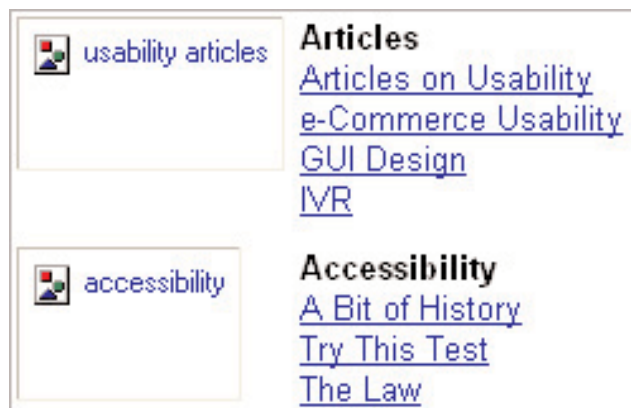 usability articles
Articles
Articles on Usability
e-Commerce Usability
GUI Design
IVR
accessibility
Accessibility
A Bit of History
Try This Test
The Law